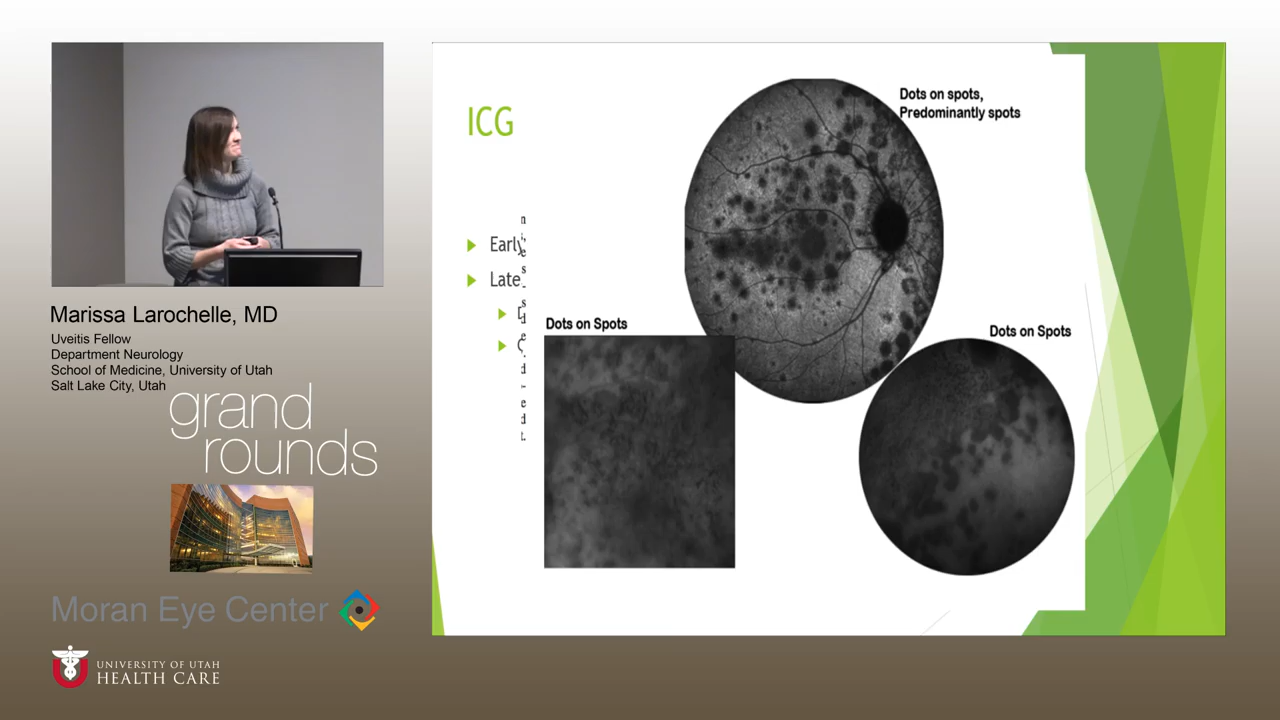 Marissa Larochelle, MD
Uveitis Fellow
Department Neurology
School of Medicine, University of Utah
Salt Lake City, Utah
grand
rounds
Moran Eye Center
UNIVERSITY OF UTAH
HEALTH CARE
ICG
Early
Late
Dots on spots,
Predominantly spots
Dots on Spots
Dots on Spots